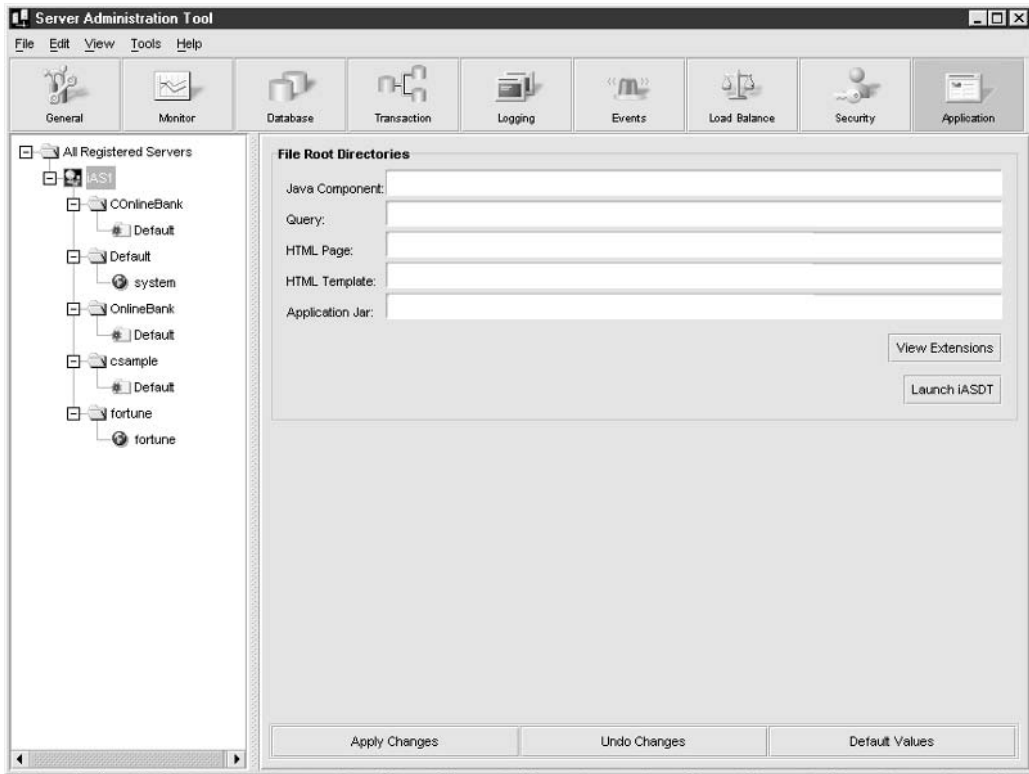 Server Administration Tool
File Edit View Tools Help
General Monitor Database Transaction Logging Events Load Balance Security Application
All Registered Servers
iAS1
COnlineBank
Default
Default
system
OnlineBank
Default
csample
Default
fortune
fortune
File Root Directories
Java Component:
Query:
HTML Page:
HTML Template:
Application Jar:
View Extensions
Launch iASDT
Apply Changes Undo Changes Default Values